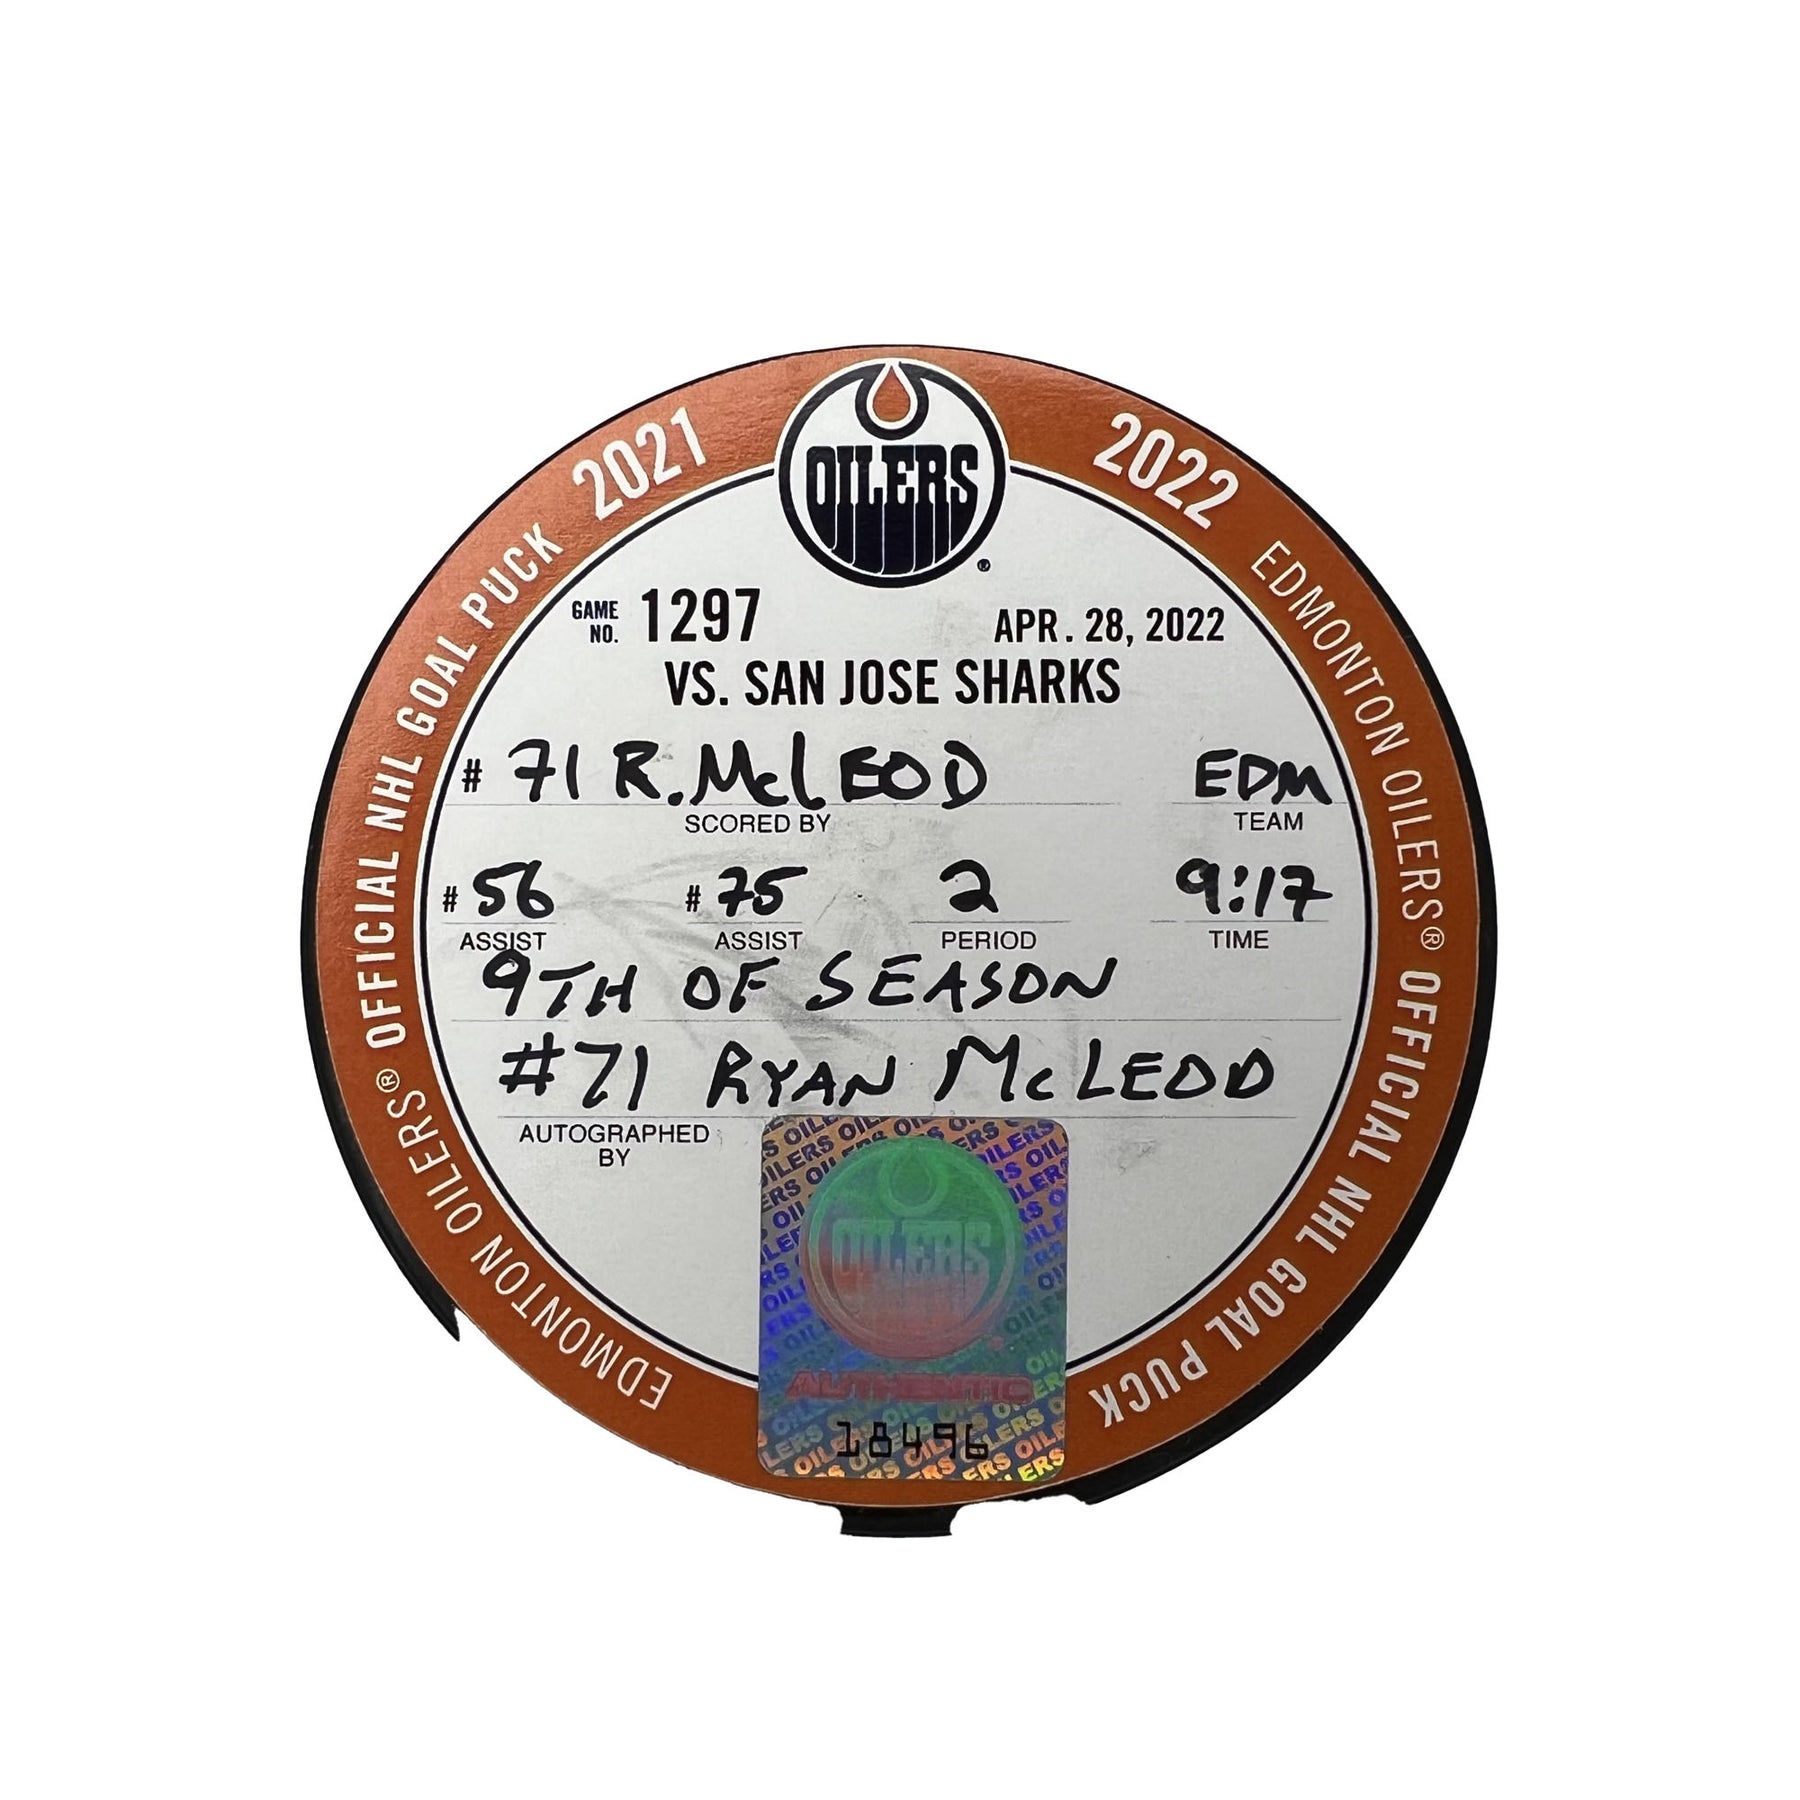 OFFICIAL NHL GOAL PUCK 2021
2022 EDMONTON OILERS® OFFICIAL NHL GOAL PUCK
EDMONTON OILERS®
OILERS
GAME NO. 1297 APR. 28, 2022
VS. SAN JOSE SHARKS
# 71 R. McLEOD EDM
SCORED BY TEAM
# 56 # 75 2 9:17
ASSIST ASSIST PERIOD TIME
9TH OF SEASON
#71 RYAN McLEOD
AUTOGRAPHED BY
OILERS
AUTHENTIC
18496